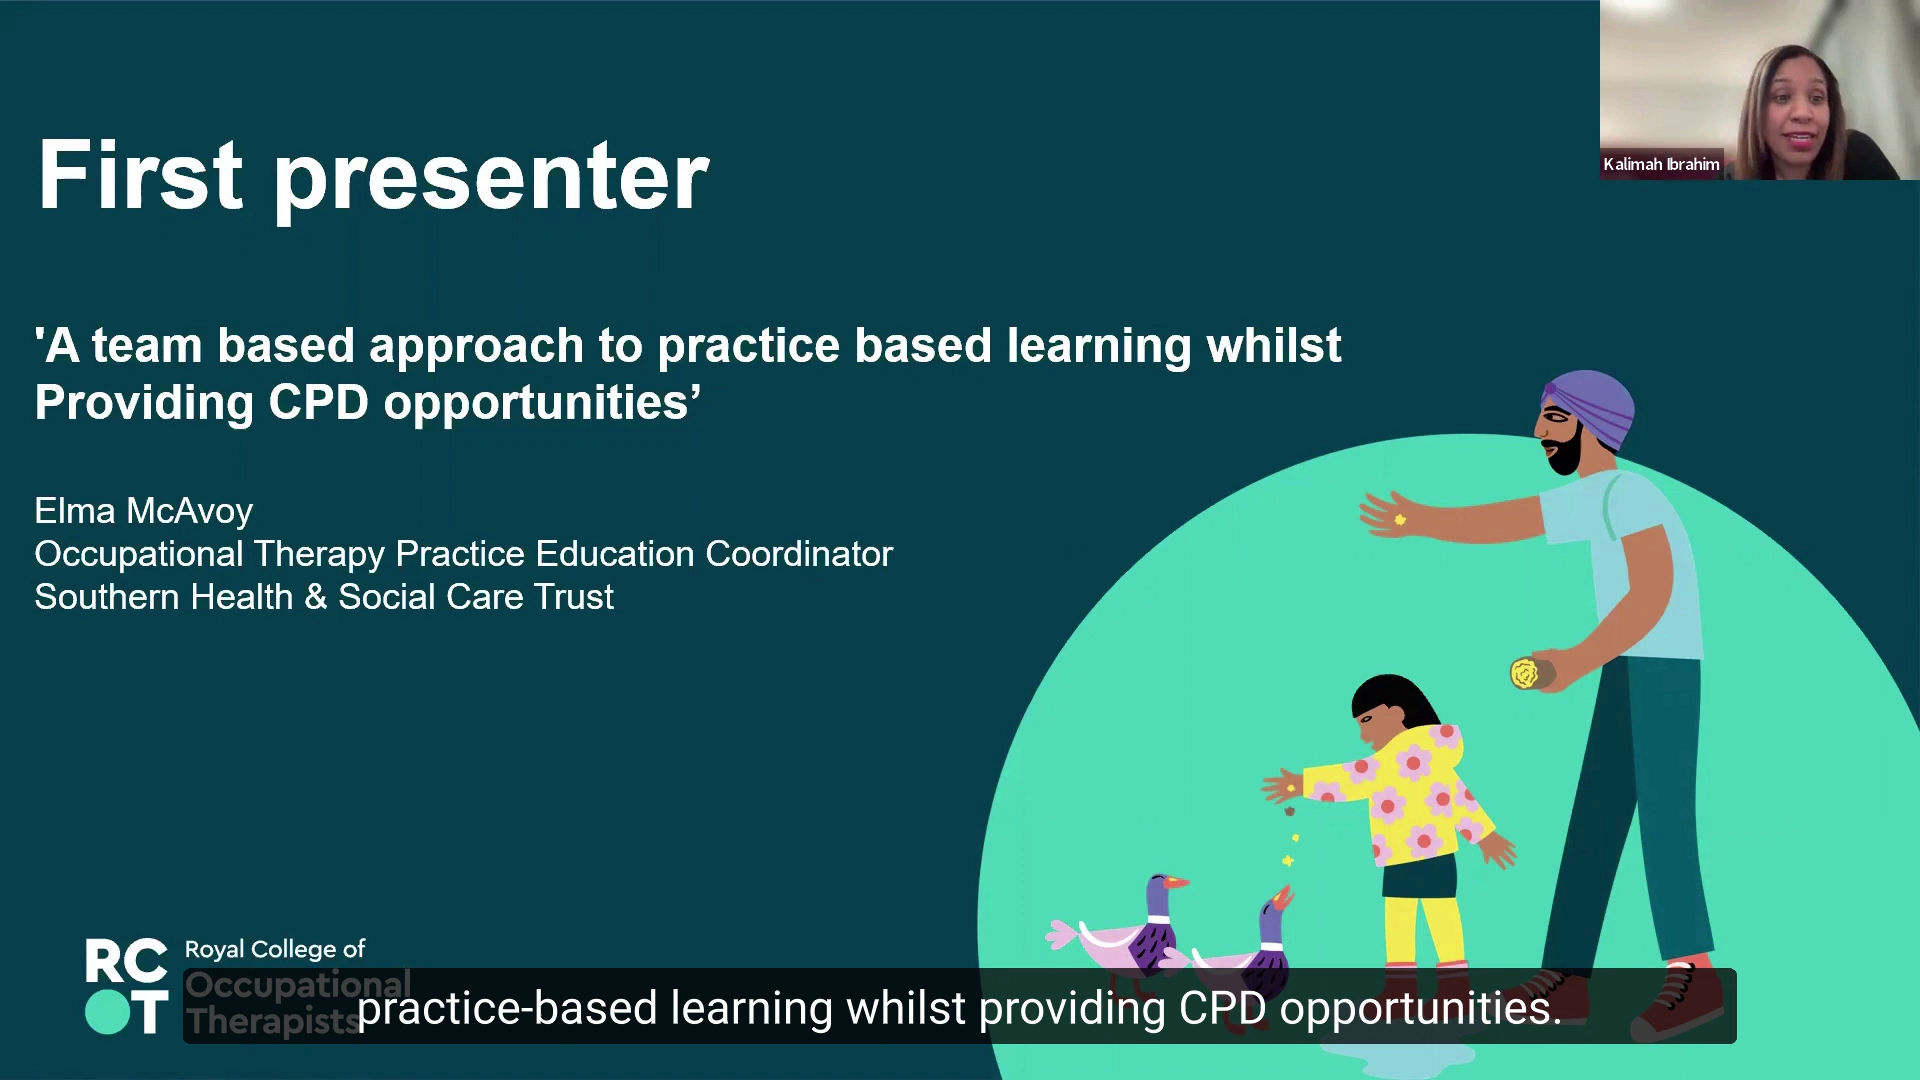 First presenter
Kalimah Ibrahim
'A team based approach to practice based learning whilst
Providing CPD opportunities’
Elma McAvoy
Occupational Therapy Practice Education Coordinator
Southern Health & Social Care Trust
RC
OT
Royal College of
Occupational
Therapists
practice-based learning whilst providing CPD opportunities.